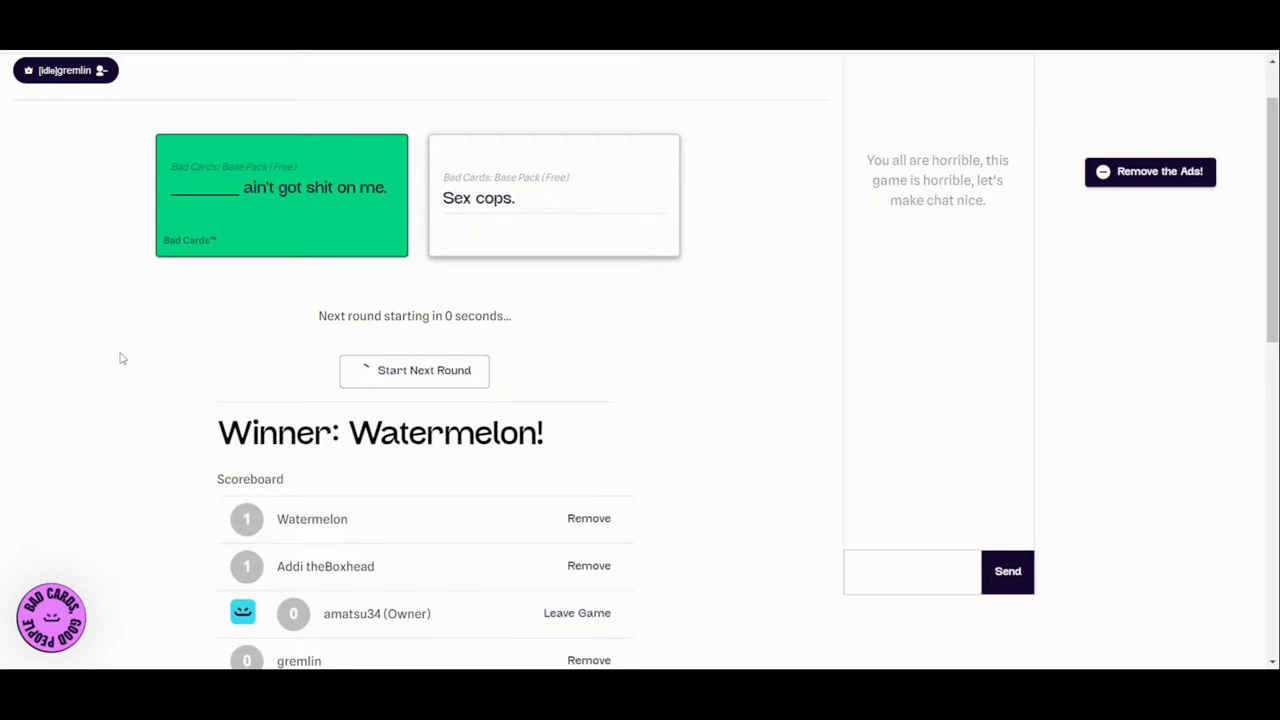 [idle]gremlin
Bad Cards: Base Pack (Free)
________ ain't got shit on me.
Bad Cards™
Bad Cards: Base Pack (Free)
Sex cops.
Next round starting in 0 seconds...
Start Next Round
Winner: Watermelon!
Scoreboard
1 Watermelon Remove
1 Addi theBoxhead Remove
0 amatsu34 (Owner) Leave Game
0 gremlin Remove
You all are horrible, this
game is horrible, let's
make chat nice.
Send
Remove the Ads!
BAD CARDS,
GOOD PEOPLE